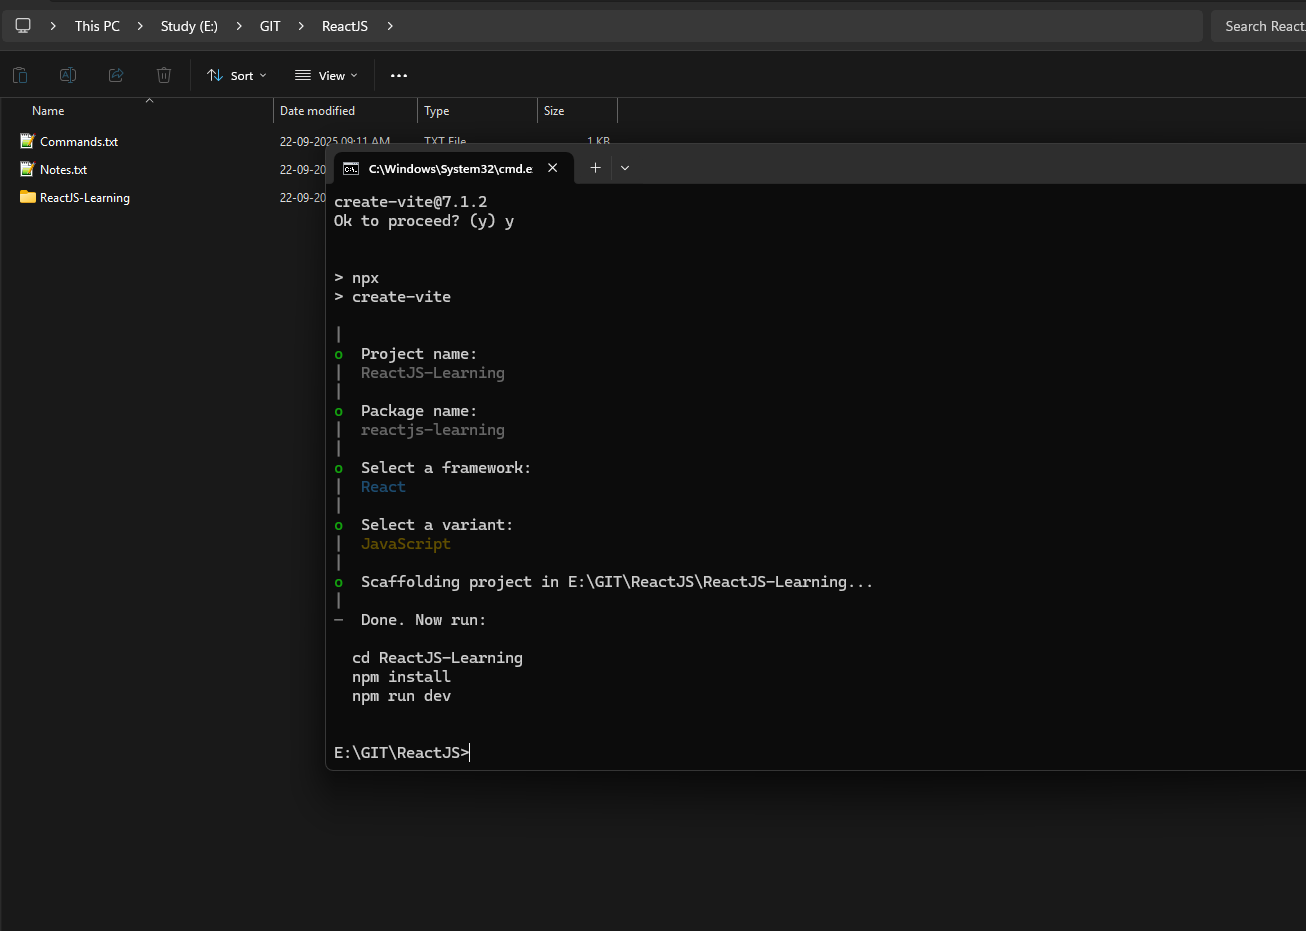 This PC > Study (E:) > GIT > ReactJS >
Search React
Sort
View
Name
Date modified
Type
Size
Commands.txt
22-09-2025 09:11 AM
TXT File
1 KB
Notes.txt
22-09-20
ReactJS-Learning
22-09-20
C:\Windows\System32\cmd.e
create-vite@7.1.2
Ok to proceed? (y) y
> npx
> create-vite
Project name:
ReactJS-Learning
Package name:
reactjs-learning
Select a framework:
React
Select a variant:
JavaScript
Scaffolding project in E:\GIT\ReactJS\ReactJS-Learning...
Done. Now run:
cd ReactJS-Learning
npm install
npm run dev
E:\GIT\ReactJS>